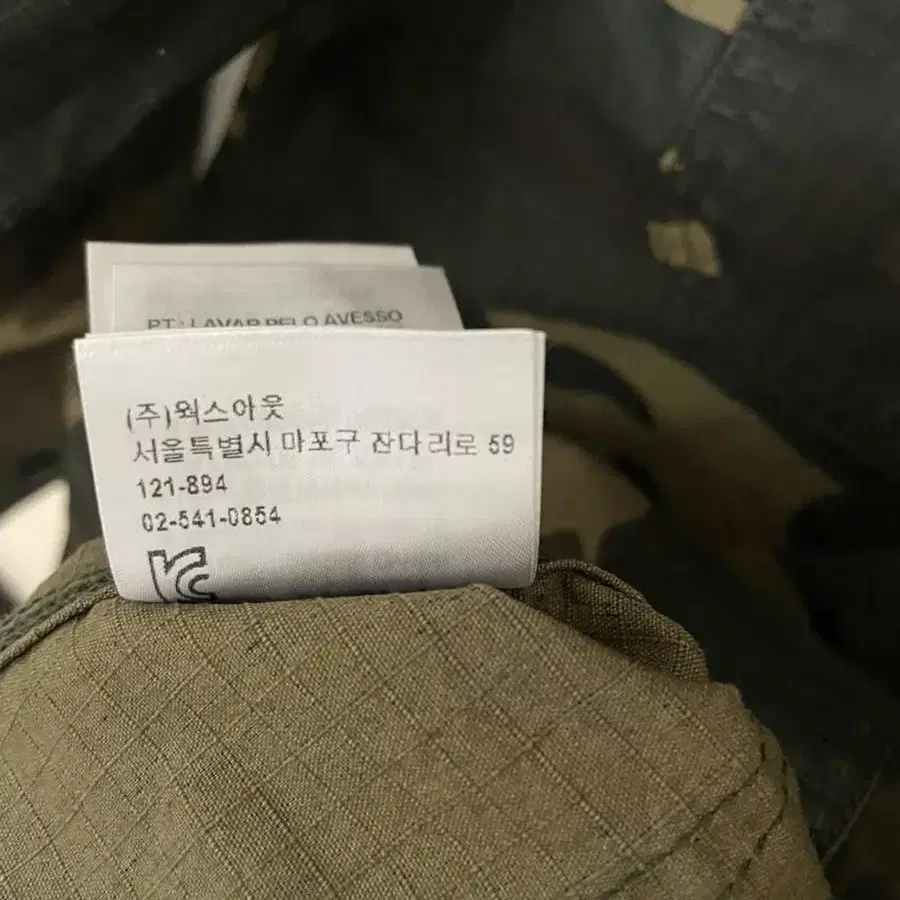 PT: LAVAR PELO AVESSO
(주)웍스아웃
서울특별시 마포구 잔다리로 59
121-894
02-541-0854